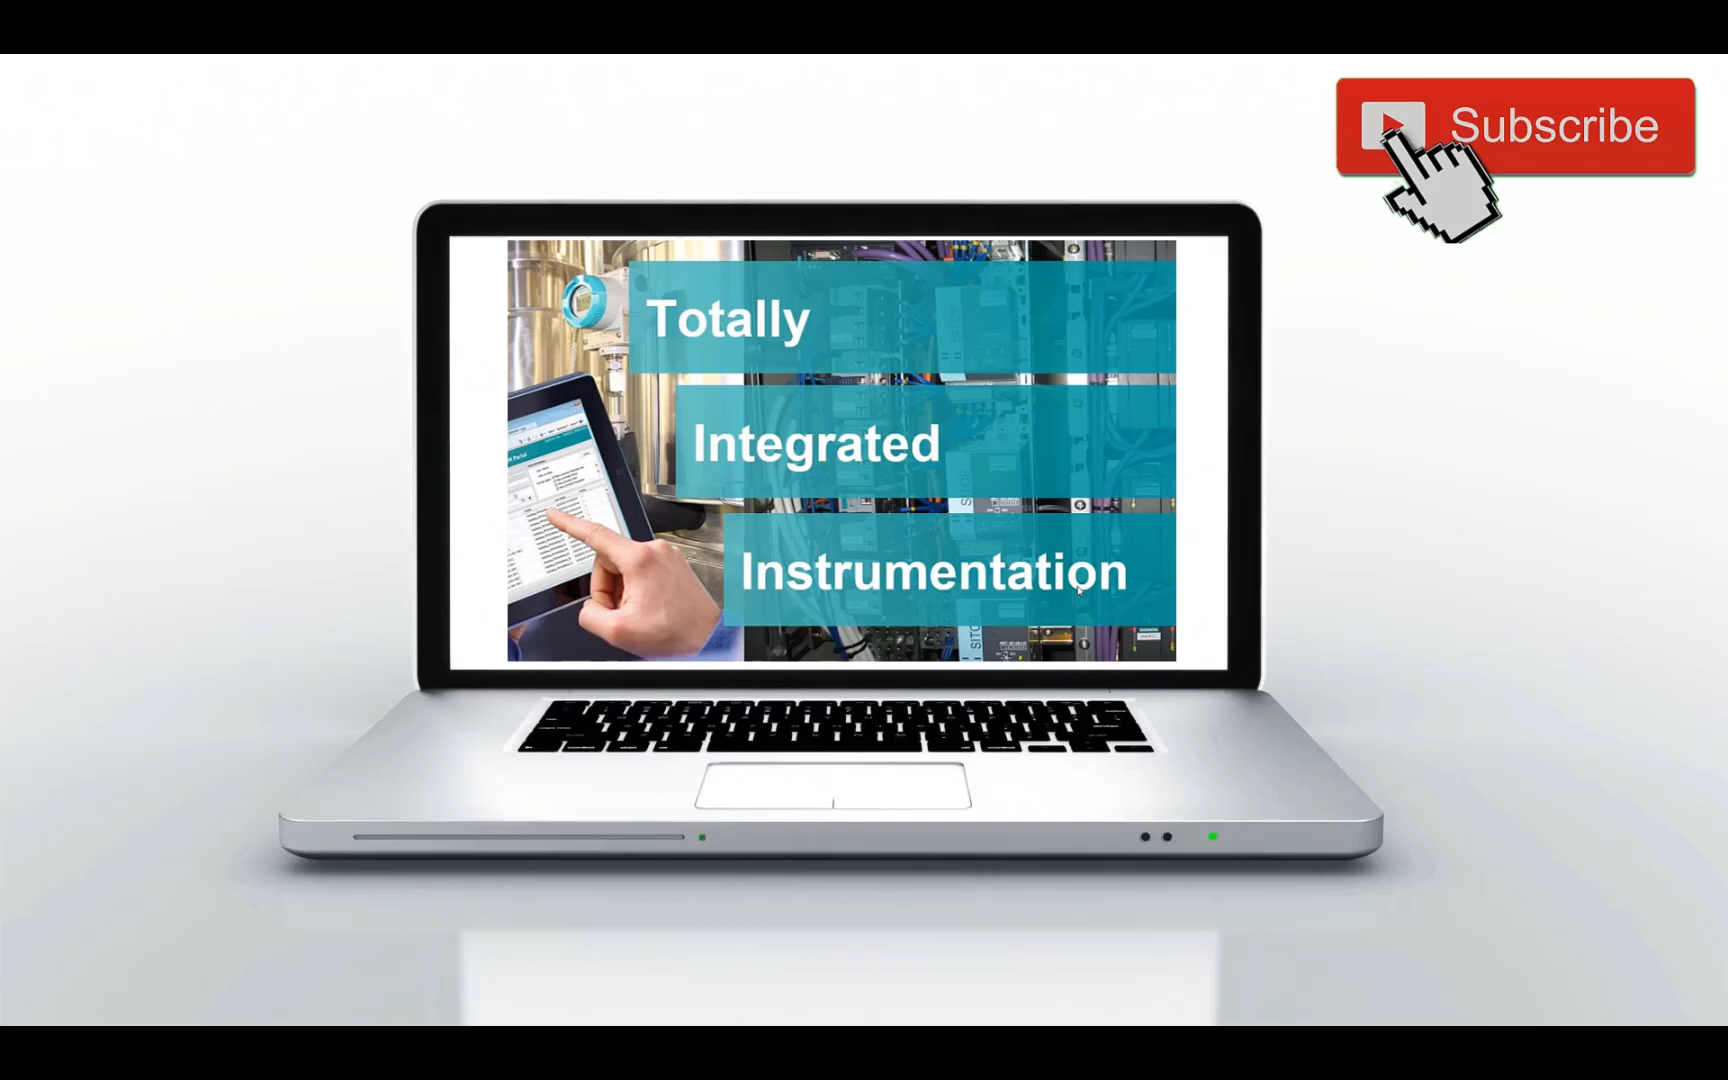 Subscribe
Totally
Integrated
Instrumentation